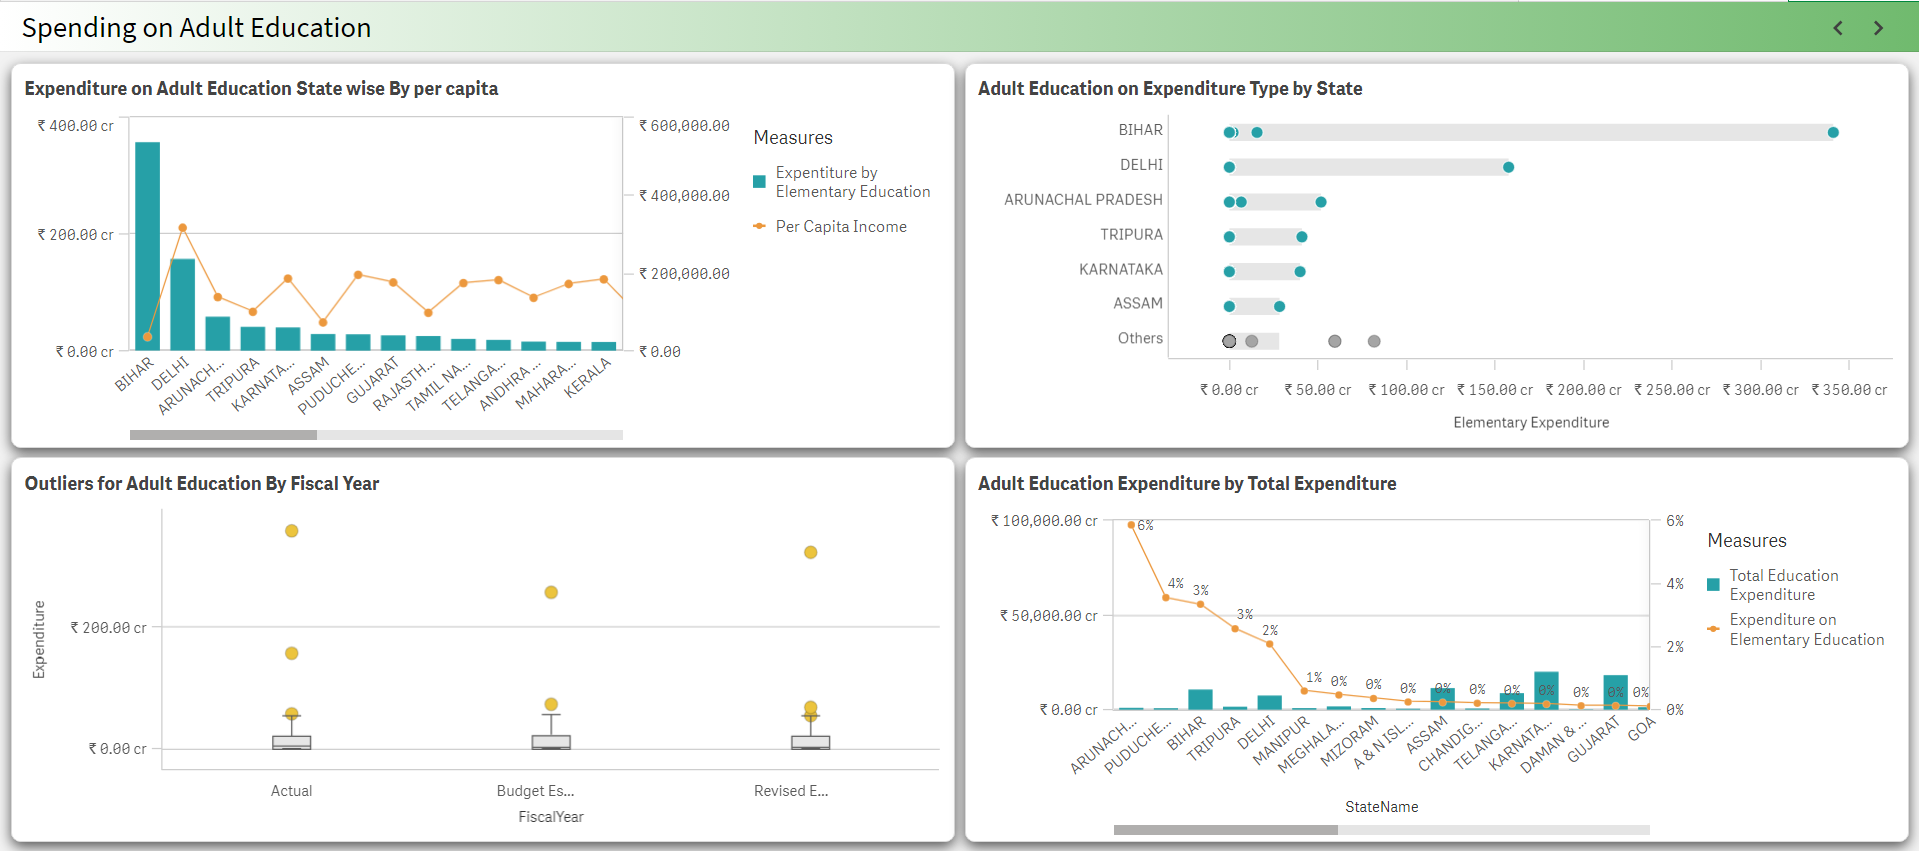 Spending on Adult Education
Expenditure on Adult Education State wise By per capita
₹ 400.00 cr
₹ 200.00 cr
₹ 0.00 cr
₹ 600,000.00
₹ 400,000.00
₹ 200,000.00
₹ 0.00
Measures
Expentiture by
Elementary Education
Per Capita Income
BIHAR
DELHI
ARUNACH...
TRIPURA
KARNATA...
ASSAM
PUDUCHE...
GUJARAT
RAJASTH...
TAMIL NA...
TELANGA...
ANDHRA ...
MAHARA...
KERALA
Adult Education on Expenditure Type by State
BIHAR
DELHI
ARUNACHAL PRADESH
TRIPURA
KARNATAKA
ASSAM
Others
₹ 0.00 cr
₹ 50.00 cr
₹ 100.00 cr
₹ 150.00 cr
₹ 200.00 cr
₹ 250.00 cr
₹ 300.00 cr
₹ 350.00 cr
Elementary Expenditure
Outliers for Adult Education By Fiscal Year
Expenditure
₹ 200.00 cr
₹ 0.00 cr
Actual
Budget Es...
Revised E...
FiscalYear
Adult Education Expenditure by Total Expenditure
₹ 100,000.00 cr
₹ 50,000.00 cr
₹ 0.00 cr
6%
4%
3%
3%
2%
1%
0%
0%
0%
0%
0%
0%
0%
0%
0%
0%
6%
4%
2%
0%
Measures
Total Education
Expenditure
Expenditure on
Elementary Education
ARUNACH...
PUDUCHE...
BIHAR
TRIPURA
DELHI
MANIPUR
MEGHALA...
MIZORAM
A & N ISL...
ASSAM
CHANDIG...
TELANGA...
KARNATA...
DAMAN & ...
GUJARAT
GOA
StateName